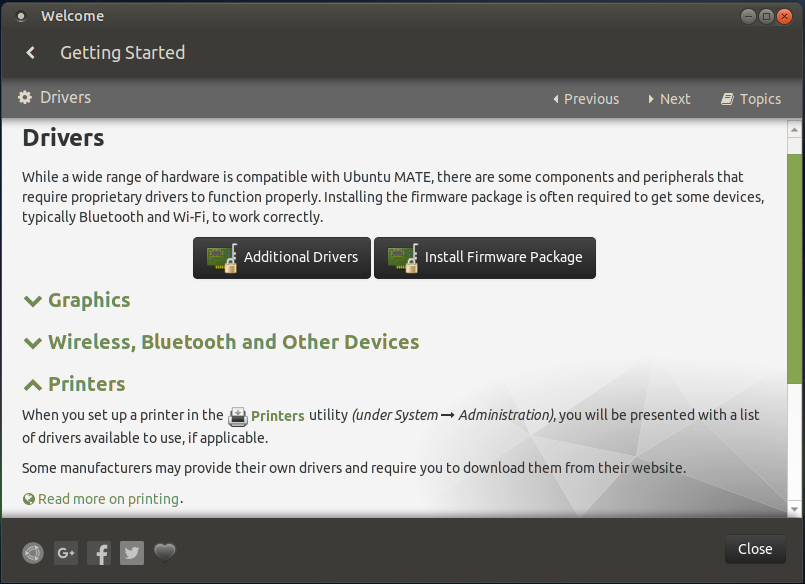 Welcome
Getting Started
Drivers
Previous
Next
Topics
Drivers
While a wide range of hardware is compatible with Ubuntu MATE, there are some components and peripherals that
require proprietary drivers to function properly. Installing the firmware package is often required to get some devices,
typically Bluetooth and Wi-Fi, to work correctly.
Additional Drivers
Install Firmware Package
Graphics
Wireless, Bluetooth and Other Devices
Printers
When you set up a printer in the Printers utility (under System → Administration), you will be presented with a list
of drivers available to use, if applicable.
Some manufacturers may provide their own drivers and require you to download them from their website.
Read more on printing.
G+
Close